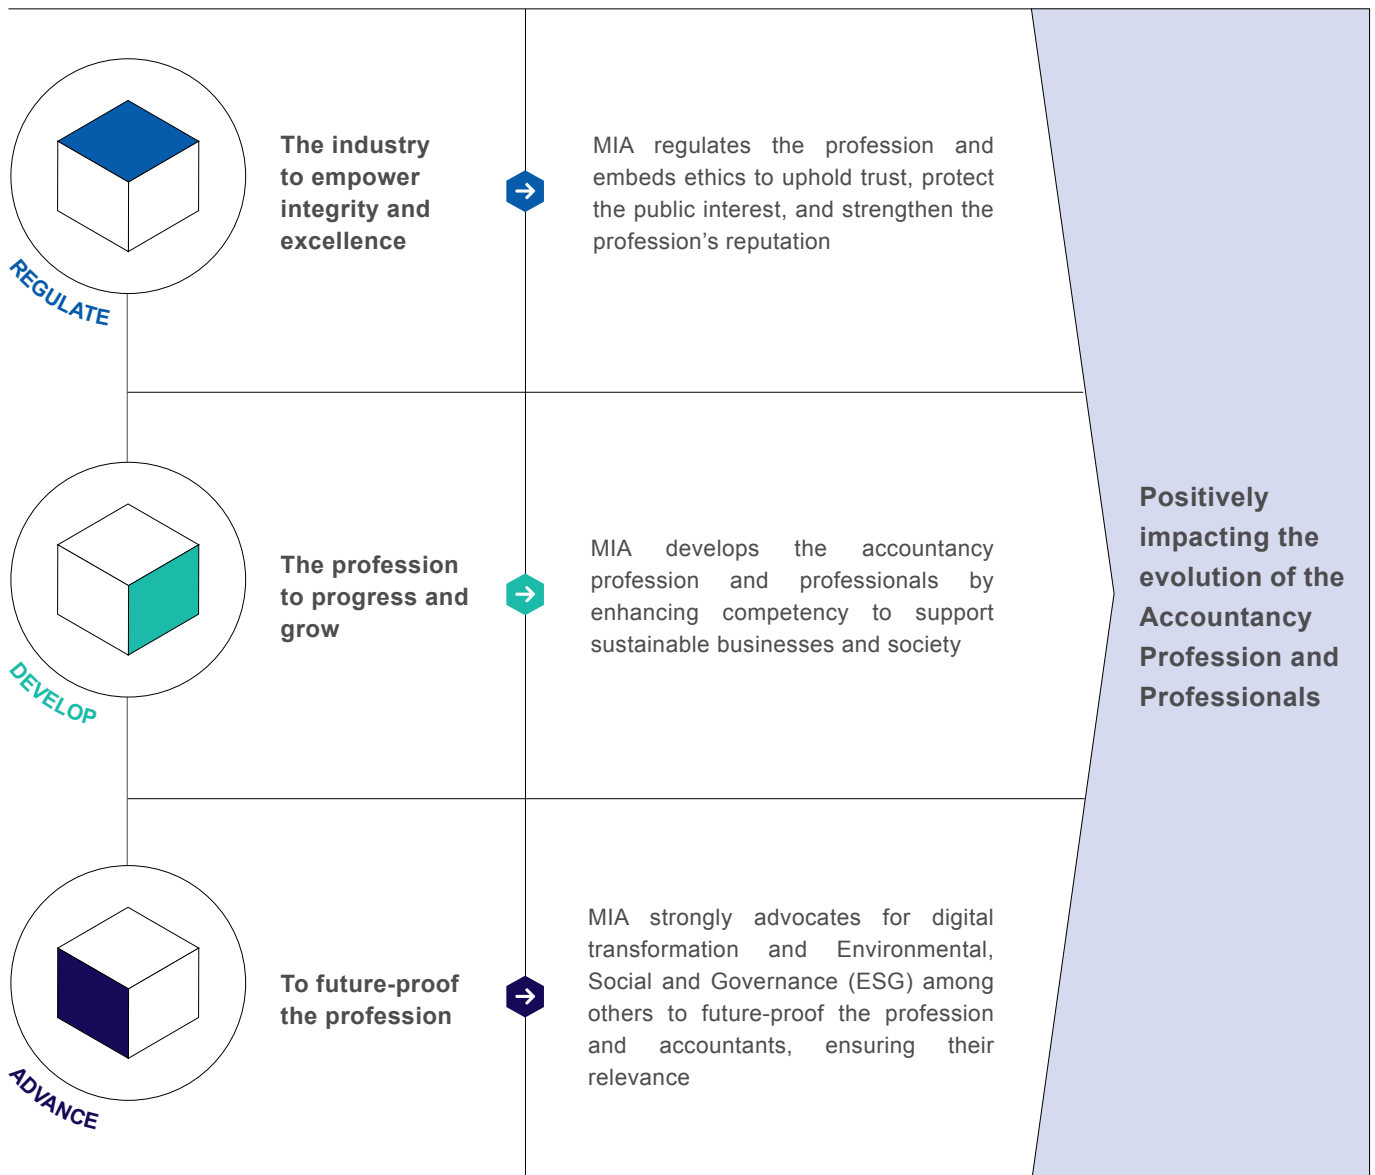 REGULATE
The industry
to empower
integrity and
excellence
MIA regulates the profession and
embeds ethics to uphold trust, protect
the public interest, and strengthen the
profession’s reputation
DEVELOP
The profession
to progress and
grow
MIA develops the accountancy
profession and professionals by
enhancing competency to support
sustainable businesses and society
ADVANCE
To future-proof
the profession
MIA strongly advocates for digital
transformation and Environmental,
Social and Governance (ESG) among
others to future-proof the profession
and accountants, ensuring their
relevance
Positively
impacting the
evolution of the
Accountancy
Profession and
Professionals